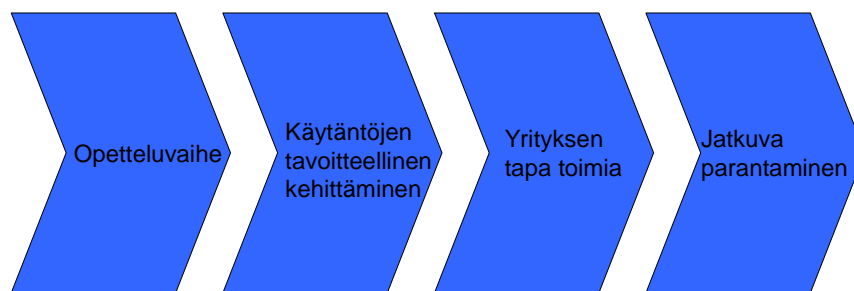 Opetteluvaihe
Käytäntöjen
tavoitteellinen
kehittäminen
Yrityksen
tapa toimia
Jatkuva
parantaminen